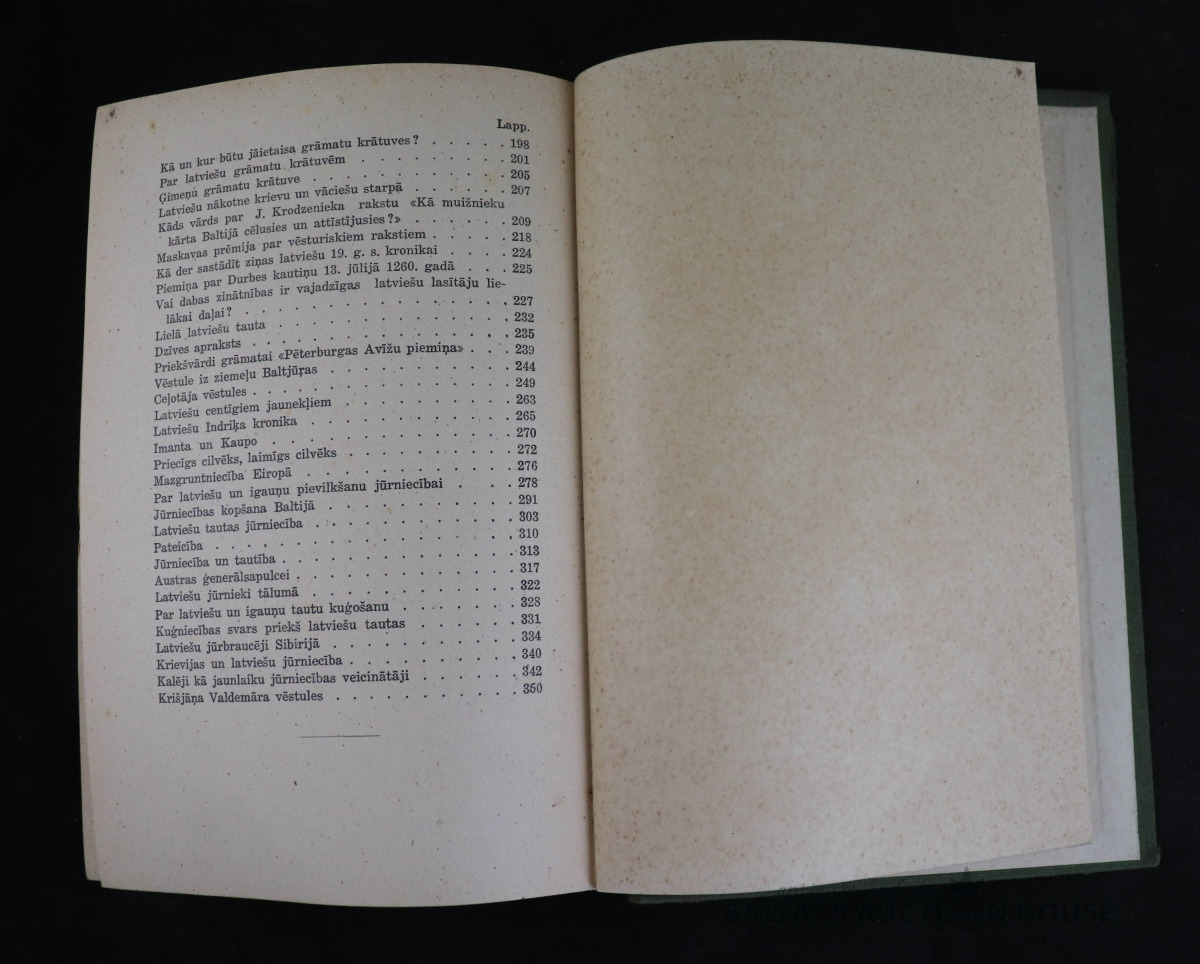 Lapp.
Kā un kur būtu jāietaisa grāmatu krātuves? . . . . . 198
Par latviešu grāmatu krātuvēm . . . . . . . . . 201
Ģimeņu grāmatu krātuve . . . . . . . . . . . . 205
Latviešu nākotne krievu un vāciešu starpā . . . . . . 207
Kāds vārds par J. Krodzenieka rakstu «Kā muižnieku
kārta Baltijā cēlusies un attīstījusies?» . . . . . . 209
Maskavas prēmija par vēsturiskiem rakstiem . . . . . 218
Kā der sastādīt ziņas latviešu 19. g. s. kronikai . . . . 224
Piemiņa par Durbes kautiņu 13. jūlijā 1260. gadā . . . 225
Vai dabas zinātnības ir vajadzīgas latviešu lasītāju lie-
lākai daļai? . . . . . . . . . . . . . . . 227
Lielā latviešu tauta . . . . . . . . . . . . . 232
Dzīves apraksts . . . . . . . . . . . . . . 235
Priekšvārdi grāmatai «Pēterburgas Avīžu piemiņa» . . . 239
Vēstule iz ziemeļu Baltjūŗas . . . . . . . . . . 244
Ceļotāja vēstules . . . . . . . . . . . . . . 249
Latviešu centīgiem jaunekļiem . . . . . . . . . . 263
Latviešu Indriķa kronika . . . . . . . . . . . 265
Imanta un Kaupo . . . . . . . . . . . . . 270
Priecīgs cilvēks, laimīgs cilvēks . . . . . . . . . 272
Mazgruntniecība Eiropā . . . . . . . . . . . 276
Par latviešu un igauņu pievilkšanu jūrniecībai . . . 278
Jūrniecības kopšana Baltijā . . . . . . . . . . 291
Latviešu tautas jūrniecība . . . . . . . . . . . 303
Pateicība . . . . . . . . . . . . . . . . 310
Jūrniecība un tautība . . . . . . . . . . . . 313
Austras ģenerālsapulcei . . . . . . . . . . . . 317
Latviešu jūrnieki tālumā . . . . . . . . . . . 322
Par latviešu un igauņu tautu kuģošanu . . . . . . . 328
Kuģniecības svars priekš latviešu tautas . . . . . . 331
Latviešu jūrbraucēji Sibirijā . . . . . . . . . . 334
Krievijas un latviešu jūrniecība . . . . . . . . . . 340
Kalēji kā jaunlaiku jūrniecības veicinātāji . . . . . . 342
Krišjāņa Valdemāra vēstules . . . . . . . . . . 350
BALTARS AUCTION HOUSE